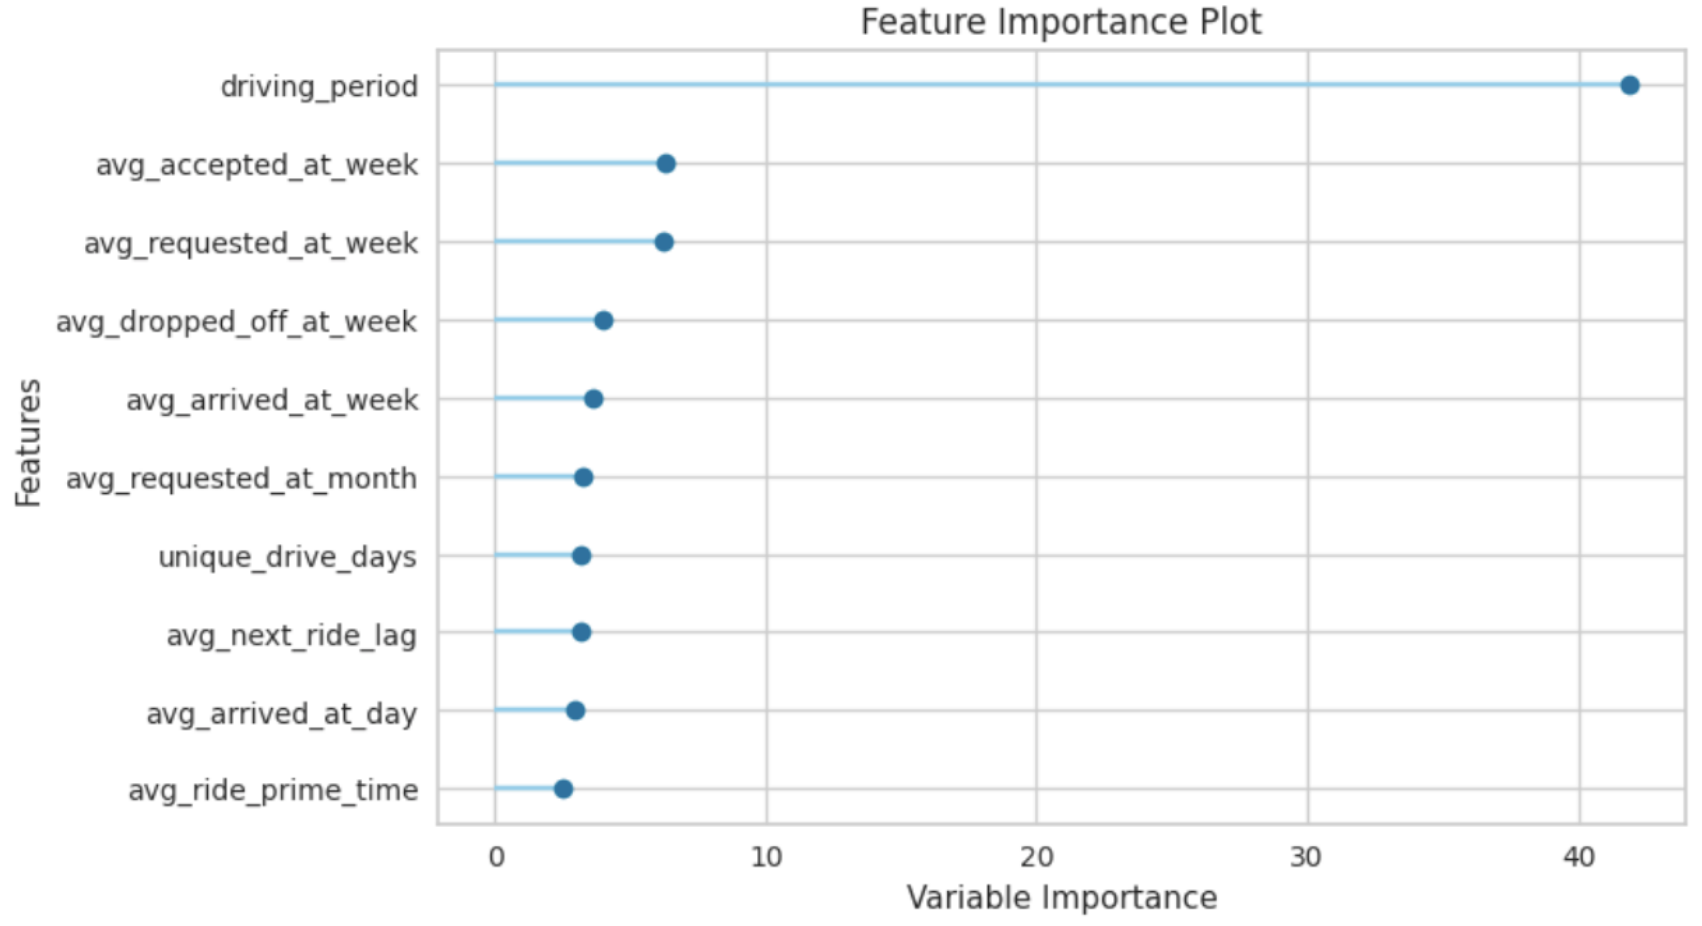 Feature Importance Plot
driving_period
avg_accepted_at_week
avg_requested_at_week
avg_dropped_off_at_week
avg_arrived_at_week
avg_requested_at_month
unique_drive_days
avg_next_ride_lag
avg_arrived_at_day
avg_ride_prime_time
Features
0 10 20 30 40
Variable Importance